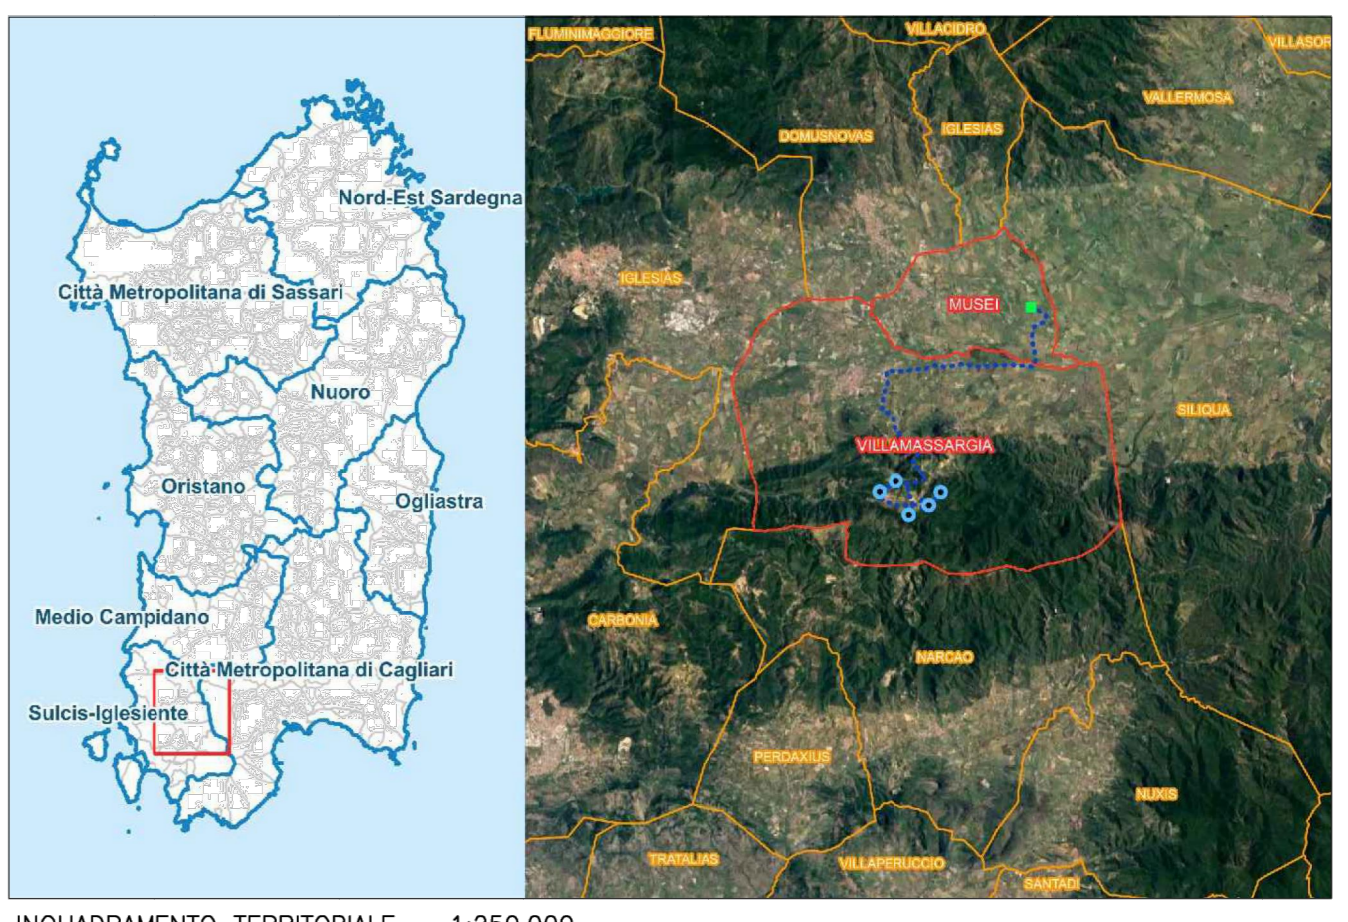 Nord-Est Sardegna
Città Metropolitana di Sassari
Nuoro
Oristano
Ogliastra
Medio Campidano
Città Metropolitana di Cagliari
Sulcis-Iglesiente
FLUMINIMAGGIORE
VILLACIDRO
VILLASOR
VALLERMOSA
DOMUSNOVAS
IGLESIAS
IGLESIAS
MUSEI
SILIQUA
VILLAMASSARGIA
CARBONIA
NARCAO
PERDAXIUS
NUXIS
TRATALIAS
VILLAPERUCCIO
SANTADI
INQUADRAMENTO TERRITORIALE 1:250.000